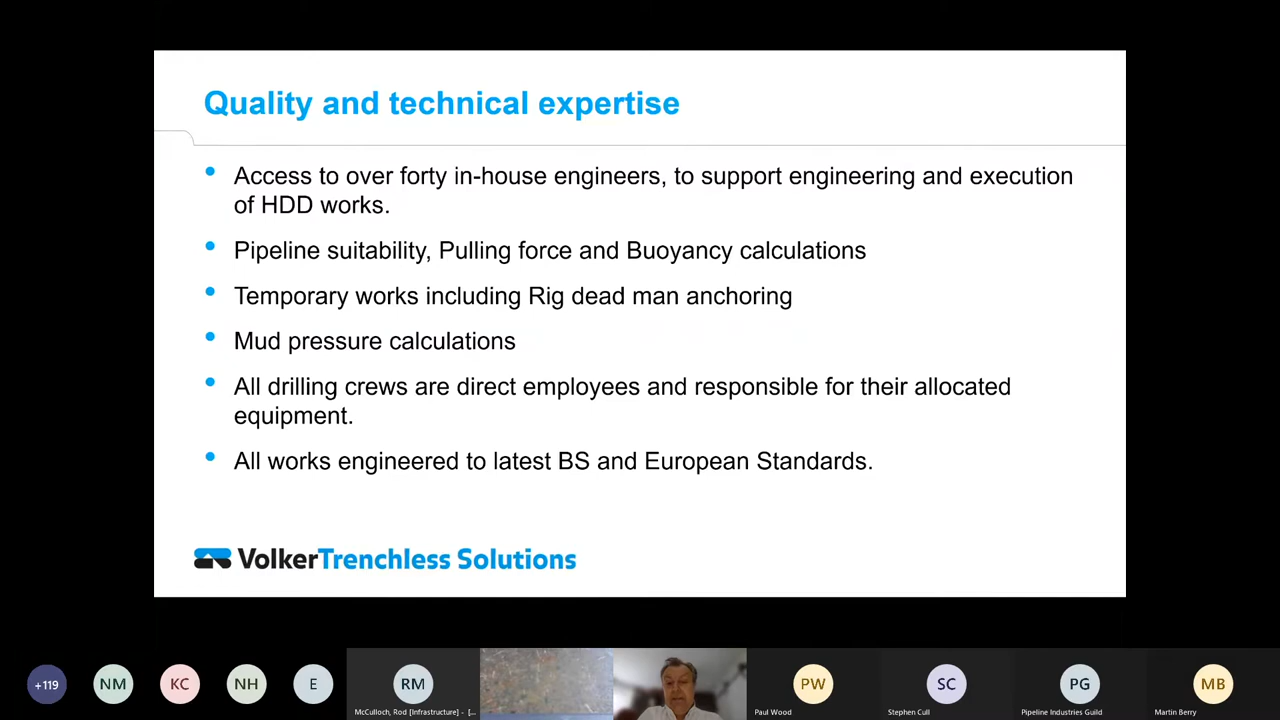 Quality and technical expertise
Access to over forty in-house engineers, to support engineering and execution
of HDD works.
Pipeline suitability, Pulling force and Buoyancy calculations
Temporary works including Rig dead man anchoring
Mud pressure calculations
All drilling crews are direct employees and responsible for their allocated
equipment.
All works engineered to latest BS and European Standards.
VolkerTrenchless Solutions
+119
NM
KC
NH
E
RM
McCulloch, Rod [Infrastructure] - [...
PW
Paul Wood
SC
Stephen Cull
PG
Pipeline Industries Guild
MB
Martin Berry